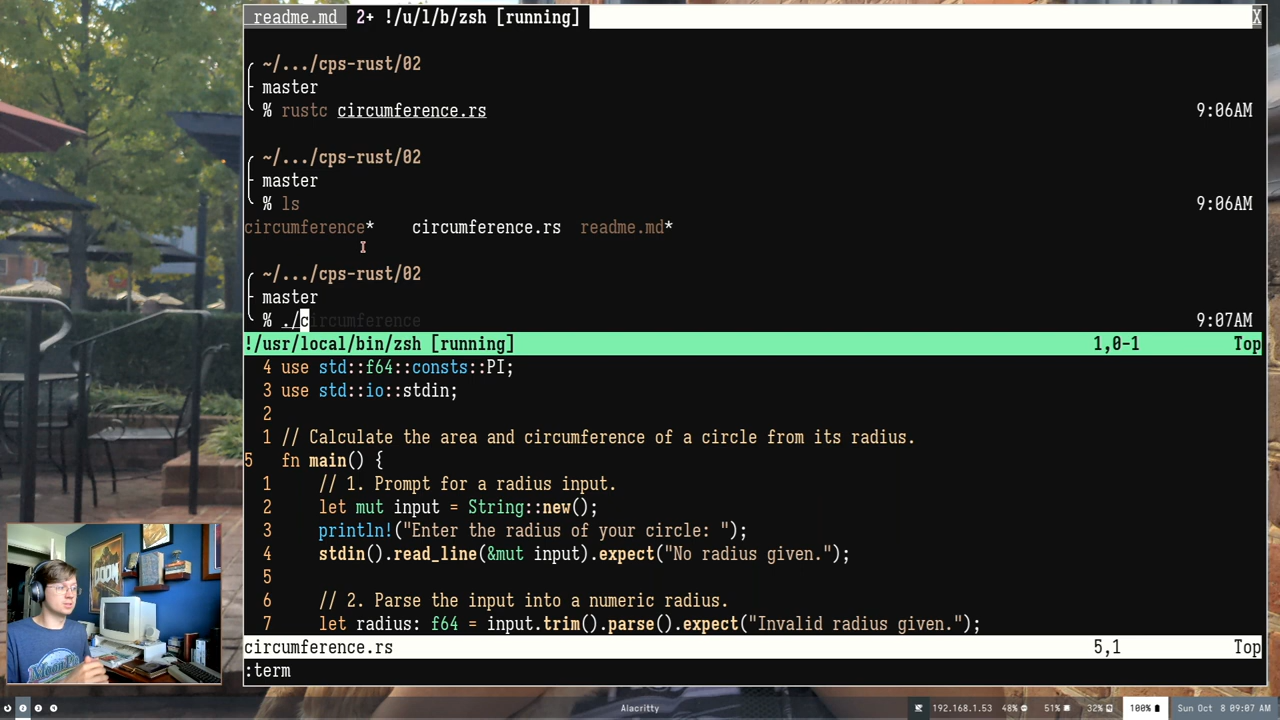 readme.md  2+ !/u/l/b/zsh [running]  X
~/.../cps-rust/02
master
% rustc circumference.rs  9:06AM
~/.../cps-rust/02
master
% ls  9:06AM
circumference*  circumference.rs  readme.md*
~/.../cps-rust/02
master
% ./circumference  9:07AM
!/usr/local/bin/zsh [running]  1,0-1  Top
4 use std::f64::consts::PI;
3 use std::io::stdin;
2
1 // Calculate the area and circumference of a circle from its radius.
5 fn main() {
1 // 1. Prompt for a radius input.
2 let mut input = String::new();
3 println!("Enter the radius of your circle: ");
4 stdin().read_line(&mut input).expect("No radius given.");
5
6 // 2. Parse the input into a numeric radius.
7 let radius: f64 = input.trim().parse().expect("Invalid radius given.");
circumference.rs  5,1  Top
:term
DOOM
Alacritty  192.168.1.53  48%  51%  32%  100%  Sun Oct 8 09:07 AM